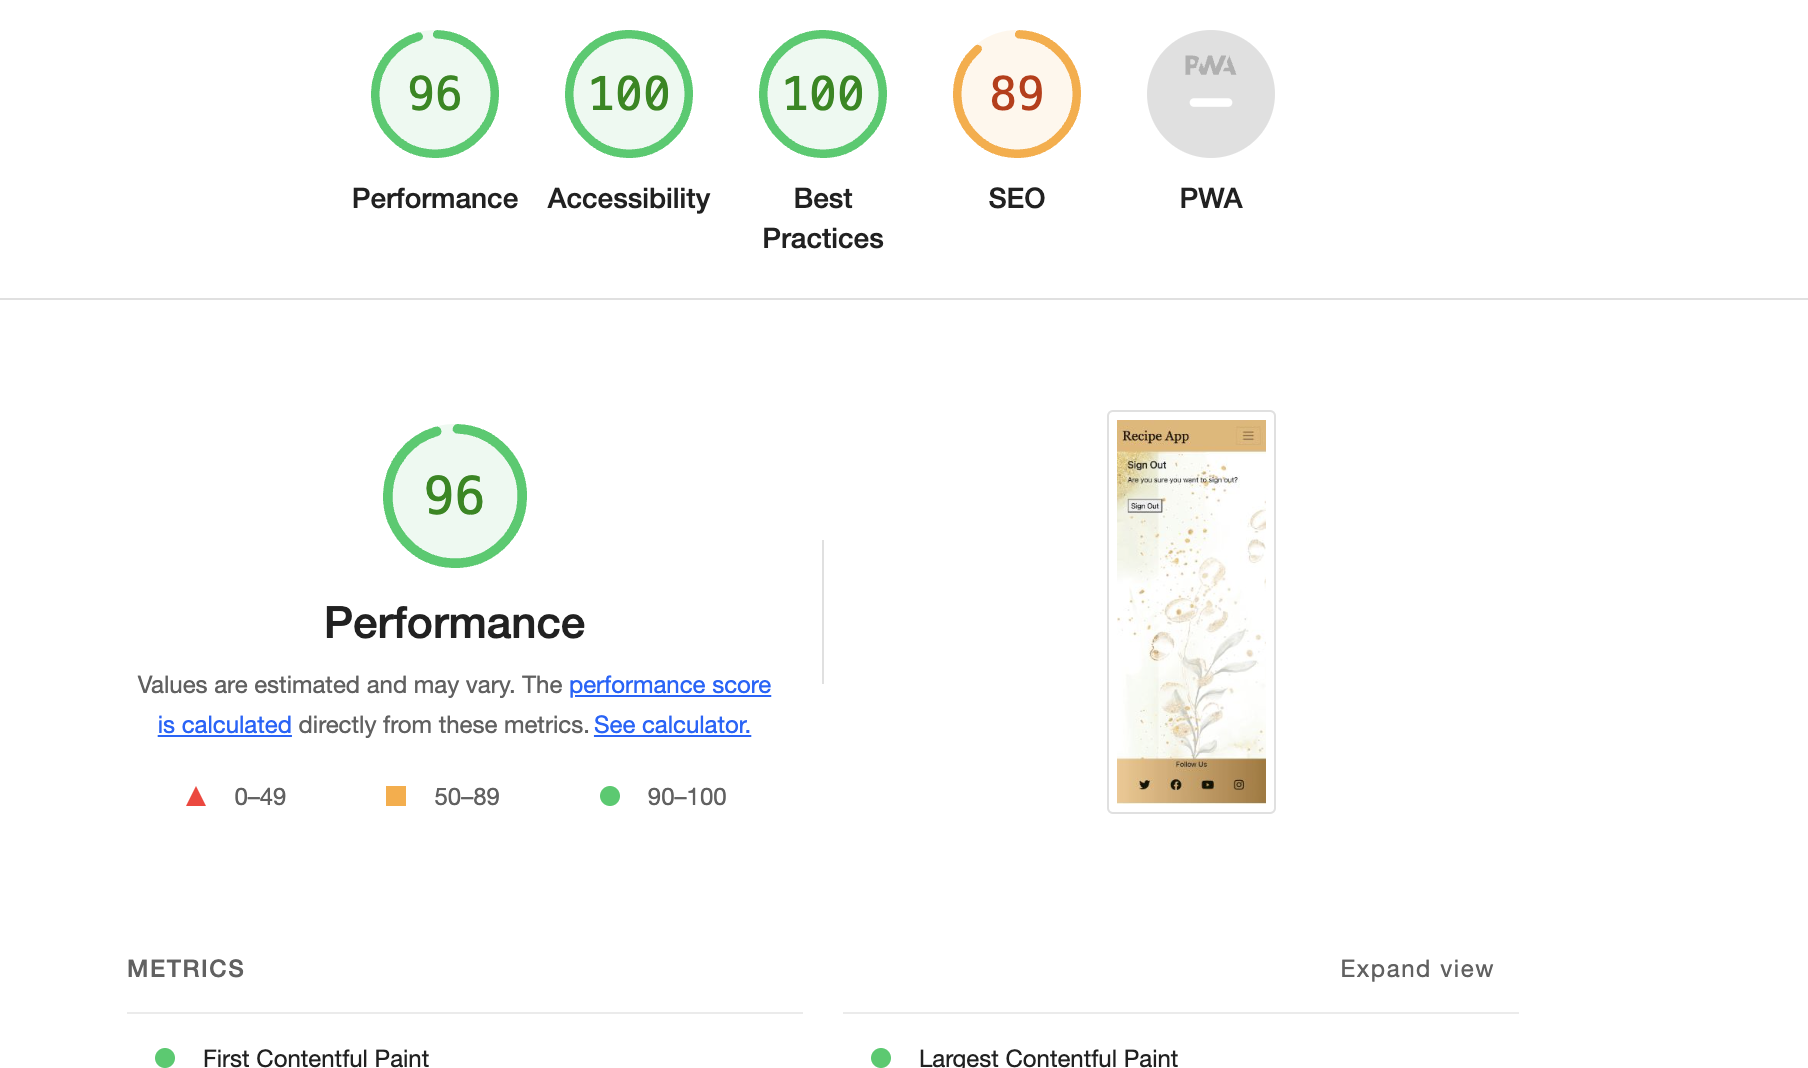 96
100
100
89
PWA
Performance
Accessibility
Best
Practices
SEO
PWA
96
Performance
Values are estimated and may vary. The performance score
is calculated directly from these metrics. See calculator.
0–49
50–89
90–100
Recipe App
Sign Out
Are you sure you want to sign out?
Sign Out
Follow Us
METRICS
Expand view
First Contentful Paint
Largest Contentful Paint